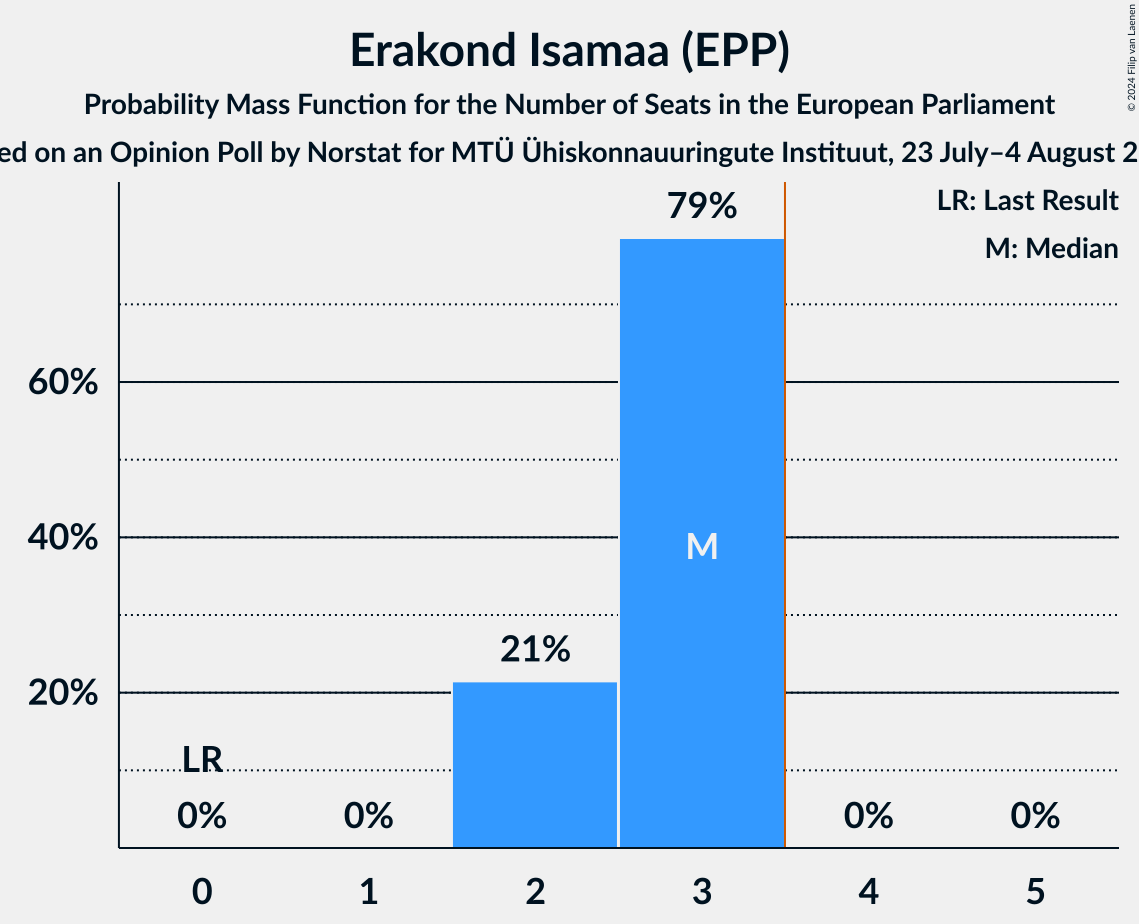 Erakond Isamaa (EPP)
Probability Mass Function for the Number of Seats in the European Parliament
on an Opinion Poll by Norstat for MTÜ Ühiskonnauuringute Instituut, 23 July–4 August
© 2024 Filip van Laenen
LR: Last Result
M: Median
79%
60%
40%
M
21%
20%
LR
0% 0% 0% 0%
0 1 2 3 4 5